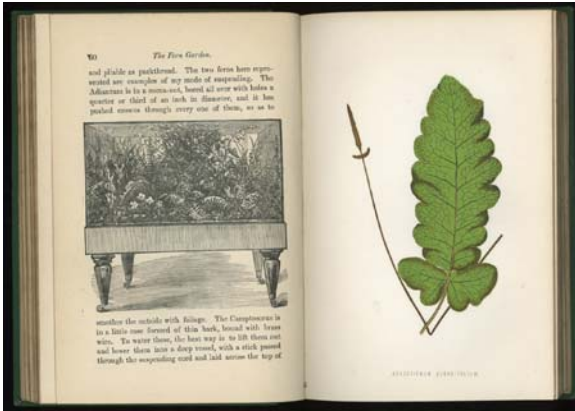 The Fern Garden.
and pliable as packthread. The two ferns here repre-
sented are examples of my mode of suspending. The
Adiantum is in a cocoa-nut, bored all over with holes a
quarter or third of an inch in diameter, and it has
pushed crowns through every one of them, so as to
smother the outside with foliage. The Camptosorus is
in a little case formed of thin bark, bound with brass
wire. To water these, the best way is to lift them out
and lower them into a deep vessel, with a stick passed
through the suspending cord and laid across the top of